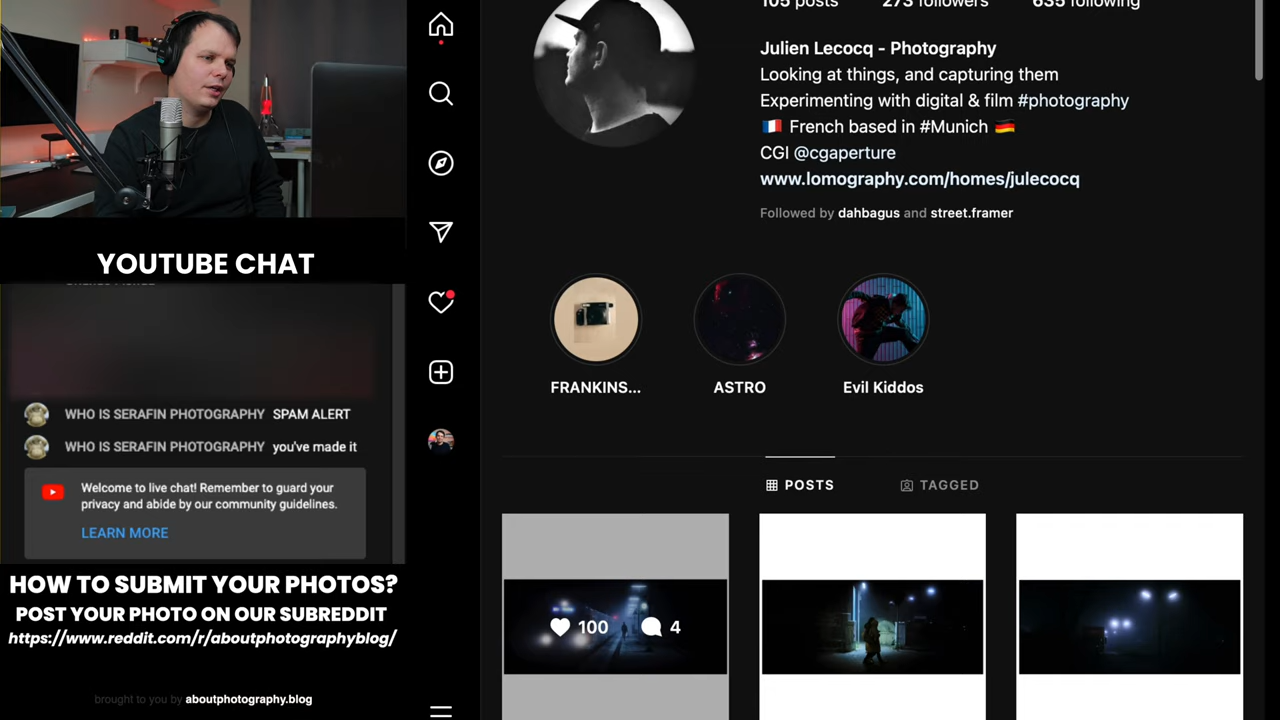 YOUTUBE CHAT
WHO IS SERAFIN PHOTOGRAPHY SPAM ALERT
WHO IS SERAFIN PHOTOGRAPHY you've made it
Welcome to live chat! Remember to guard your
privacy and abide by our community guidelines.
LEARN MORE
HOW TO SUBMIT YOUR PHOTOS?
POST YOUR PHOTO ON OUR SUBREDDIT
https://www.reddit.com/r/aboutphotographyblog/
brought to you by aboutphotography.blog
105 posts 273 followers 635 following
Julien Lecocq - Photography
Looking at things, and capturing them
Experimenting with digital & film #photography
🇫🇷 French based in #Munich 🇩🇪
CGI @cgaperture
www.lomography.com/homes/julecocq
Followed by dahbagus and street.framer
FRANKINS... ASTRO Evil Kiddos
POSTS TAGGED
100 4